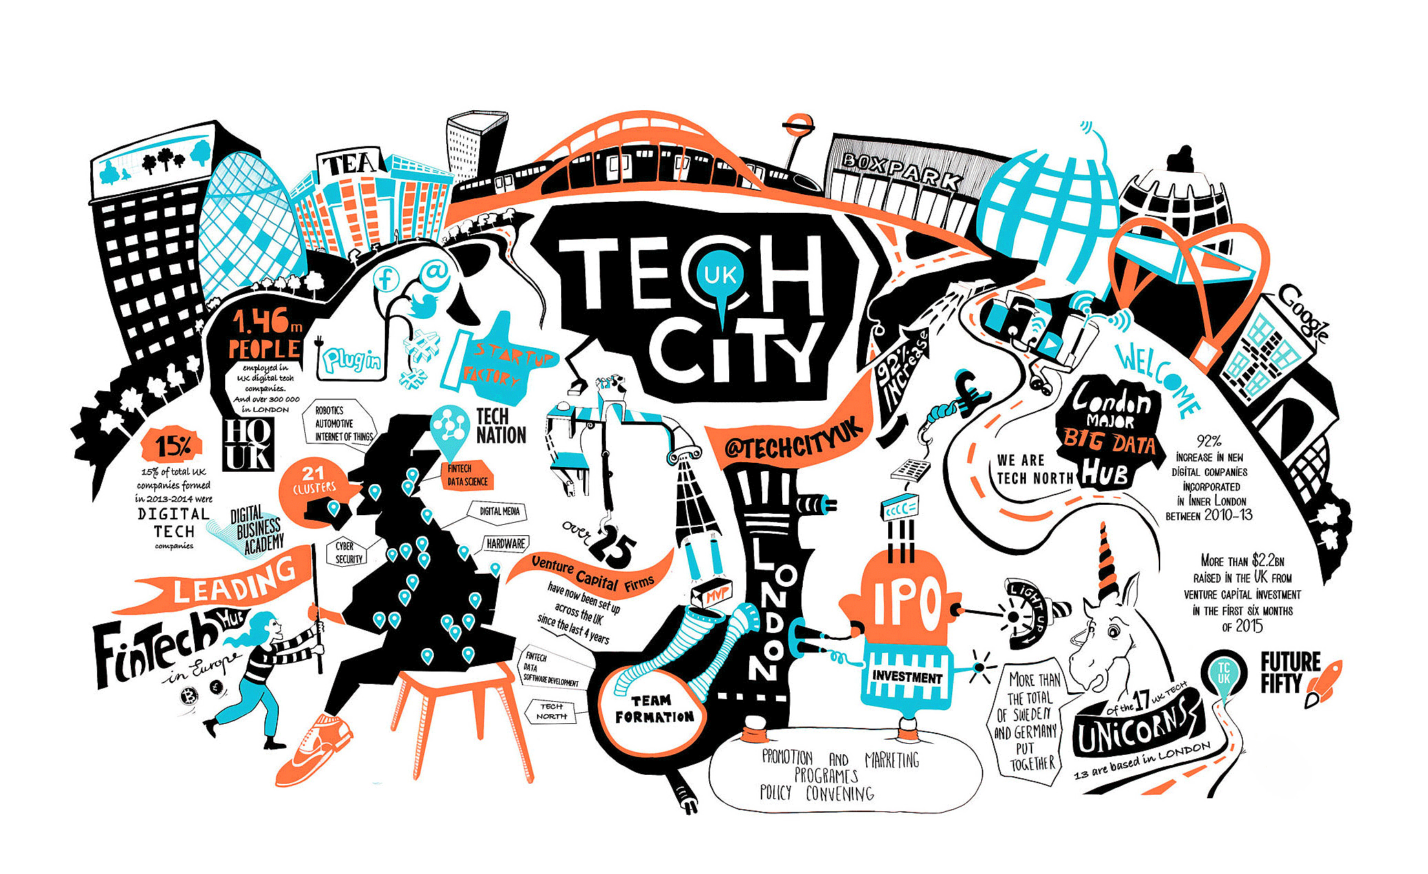 TEA
BOXPARK
Google
TECH
UK
CiTY
1.46m
PEOPLE
employed in
UK digital tech
companies.
And over 300 000
in LONDON
f
@
Plug in
STARTUP
FACTORY
92%
INCREASE
£
WELCOME
London
MAJOR
BIG DATA
HUB
WE ARE
TECH NORTH
92%
INCREASE IN NEW
DIGITAL COMPANIES
INCORPORATED
IN INNER LONDON
BETWEEN 2010-13
@TECHCITYUK
HQ
UK
15%
15% of total UK
companies formed
in 2013-2014 were
DIGITAL
TECH
companies
DIGITAL
BUSINESS
ACADEMY
ROBOTICS
AUTOMOTIVE
INTERNET OF THINGS
TECH
NATION
21
CLUSTERS
FINTECH
DATA SCIENCE
DIGITAL MEDIA
HARDWARE
CYBER
SECURITY
LEADING
FinTech HUB
in Europe
over 25
Venture Capital Firms
have now been set up
across the UK
since the last 4 years
FINTECH
DATA
SOFTWARE DEVELOPMENT
TECH
NORTH
MVP
TEAM
FORMATION
LONDON
IPO
INVESTMENT
LIGHT UP
PROMOTION AND MARKETING
PROGRAMES
POLICY CONVENING
MORE THAN $2.2BN
RAISED IN THE UK FROM
VENTURE CAPITAL INVESTMENT
IN THE FIRST SIX MONTHS
OF 2015
MORE THAN
THE TOTAL
OF SWEDEN
AND GERMANY
PUT
TOGETHER
of the 17 UK TECH
UNICORNS
13 are based in LONDON
TC
UK
FUTURE
FIFTY